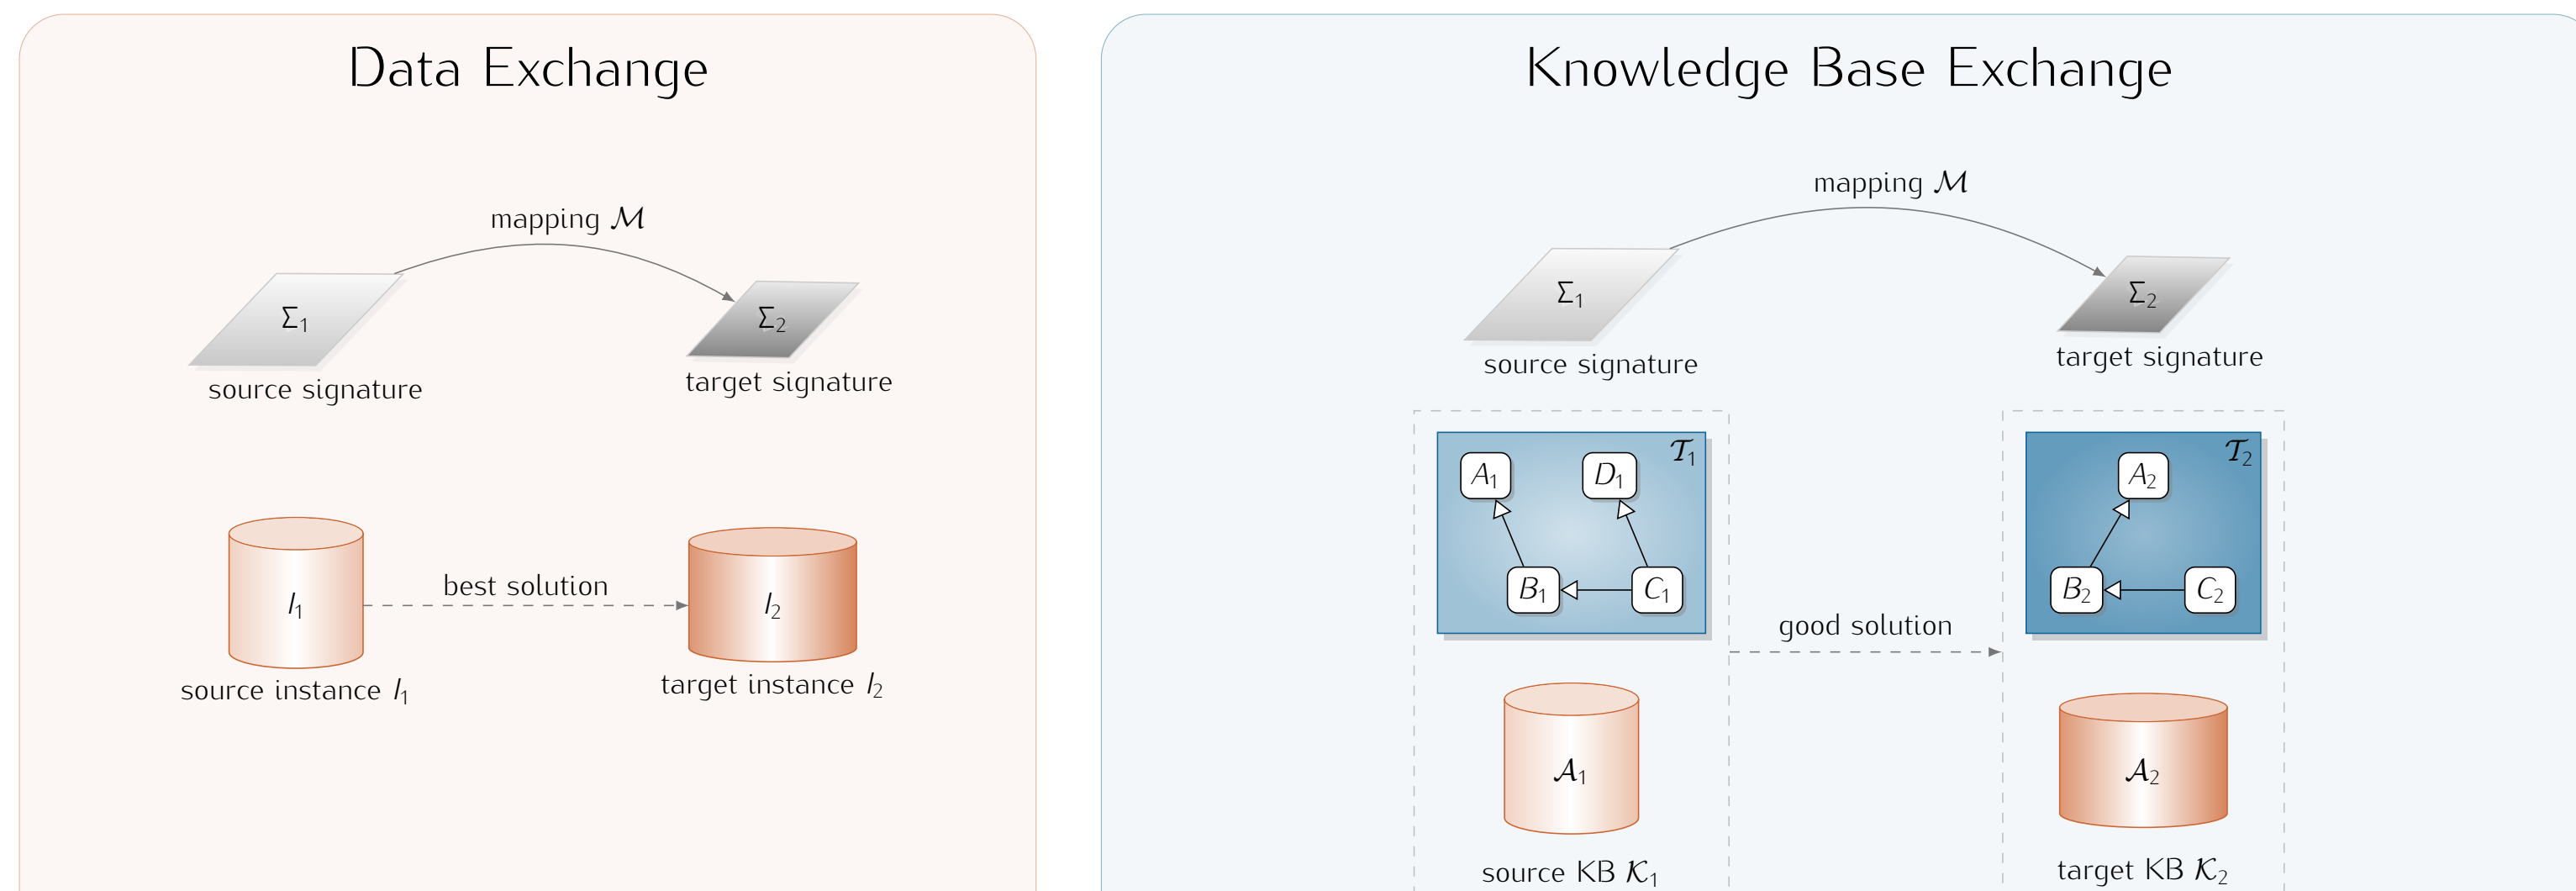 Data Exchange
mapping ℳ
Σ₁
Σ₂
source signature
target signature
I₁
best solution
I₂
source instance I₁
target instance I₂
Knowledge Base Exchange
mapping ℳ
Σ₁
Σ₂
source signature
target signature
𝒯₁
A₁
D₁
B₁
C₁
𝒯₂
A₂
B₂
C₂
good solution
𝒜₁
𝒜₂
source KB 𝒦₁
target KB 𝒦₂